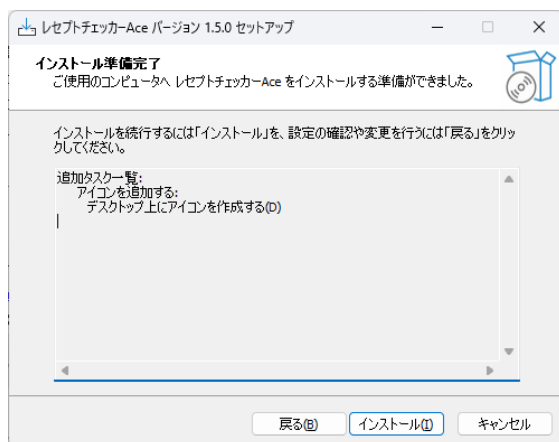 レセプトチェッカーAce バージョン 1.5.0 セットアップ
インストール準備完了
ご使用のコンピュータへ レセプトチェッカーAce をインストールする準備ができました。
インストールを続行するには「インストール」を、設定の確認や変更を行うには「戻る」をクリッ
クしてください。
追加タスク一覧:
アイコンを追加する:
デスクトップ上にアイコンを作成する(D)
戻る(B)
インストール(I)
キャンセル